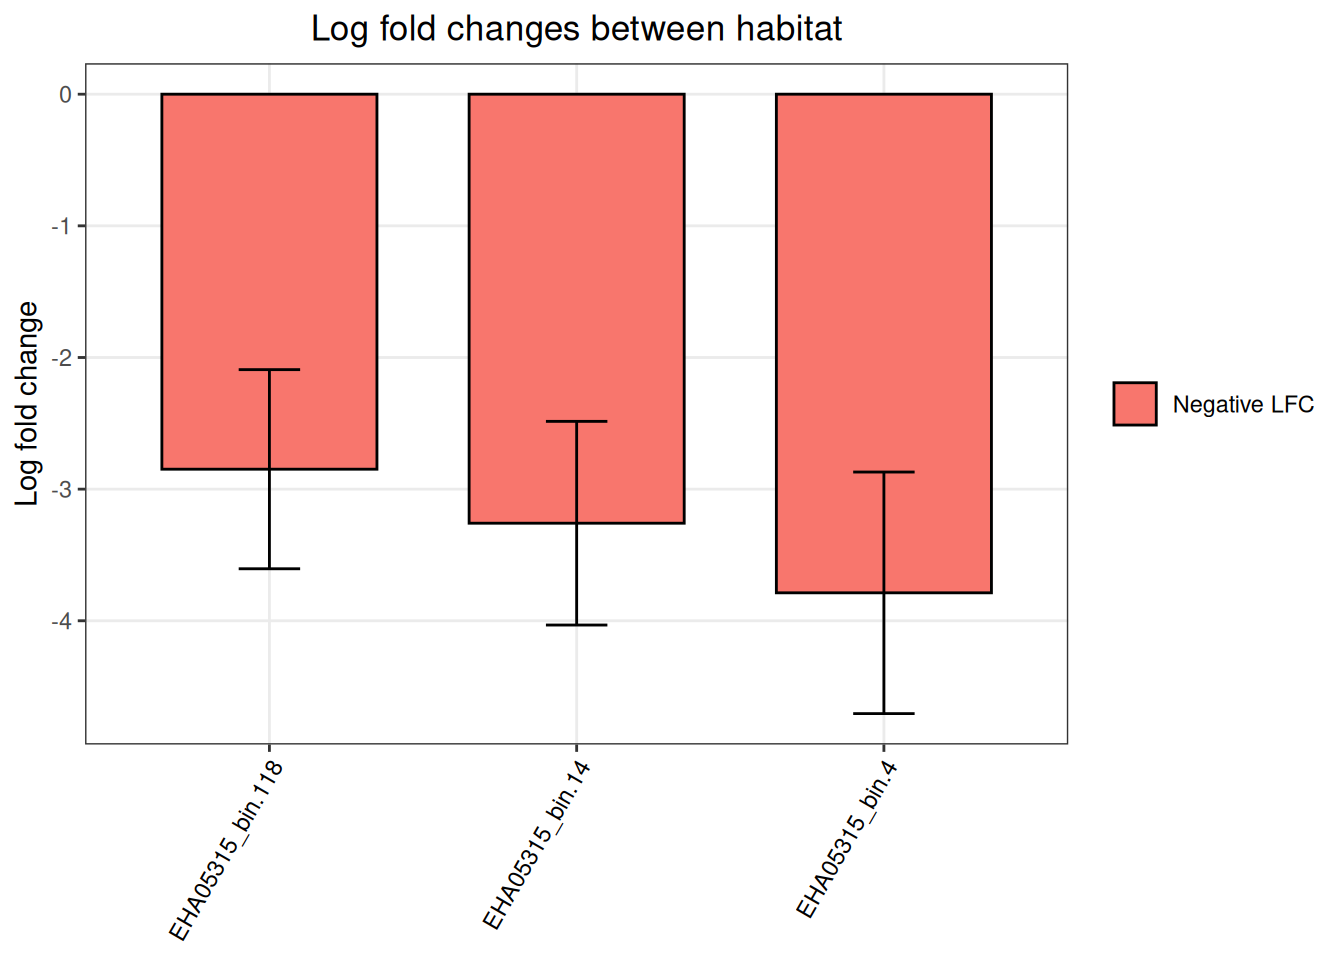 Log fold changes between habitat
Log fold change
0
-1
-2
-3
-4
EHA05315_bin.118
EHA05315_bin.14
EHA05315_bin.4
Negative LFC